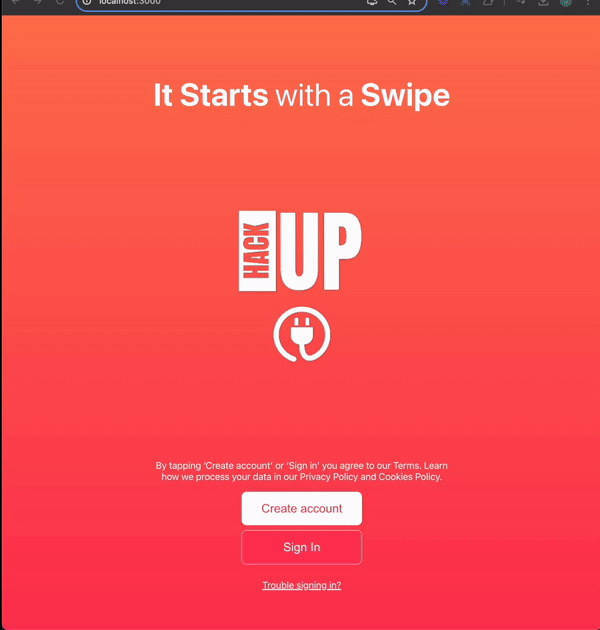 localhost:3000
It Starts with a Swipe
HACK
UP
By tapping 'Create account' or 'Sign in' you agree to our Terms. Learn
how we process your data in our Privacy Policy and Cookies Policy.
Create account
Sign In
Trouble signing in?